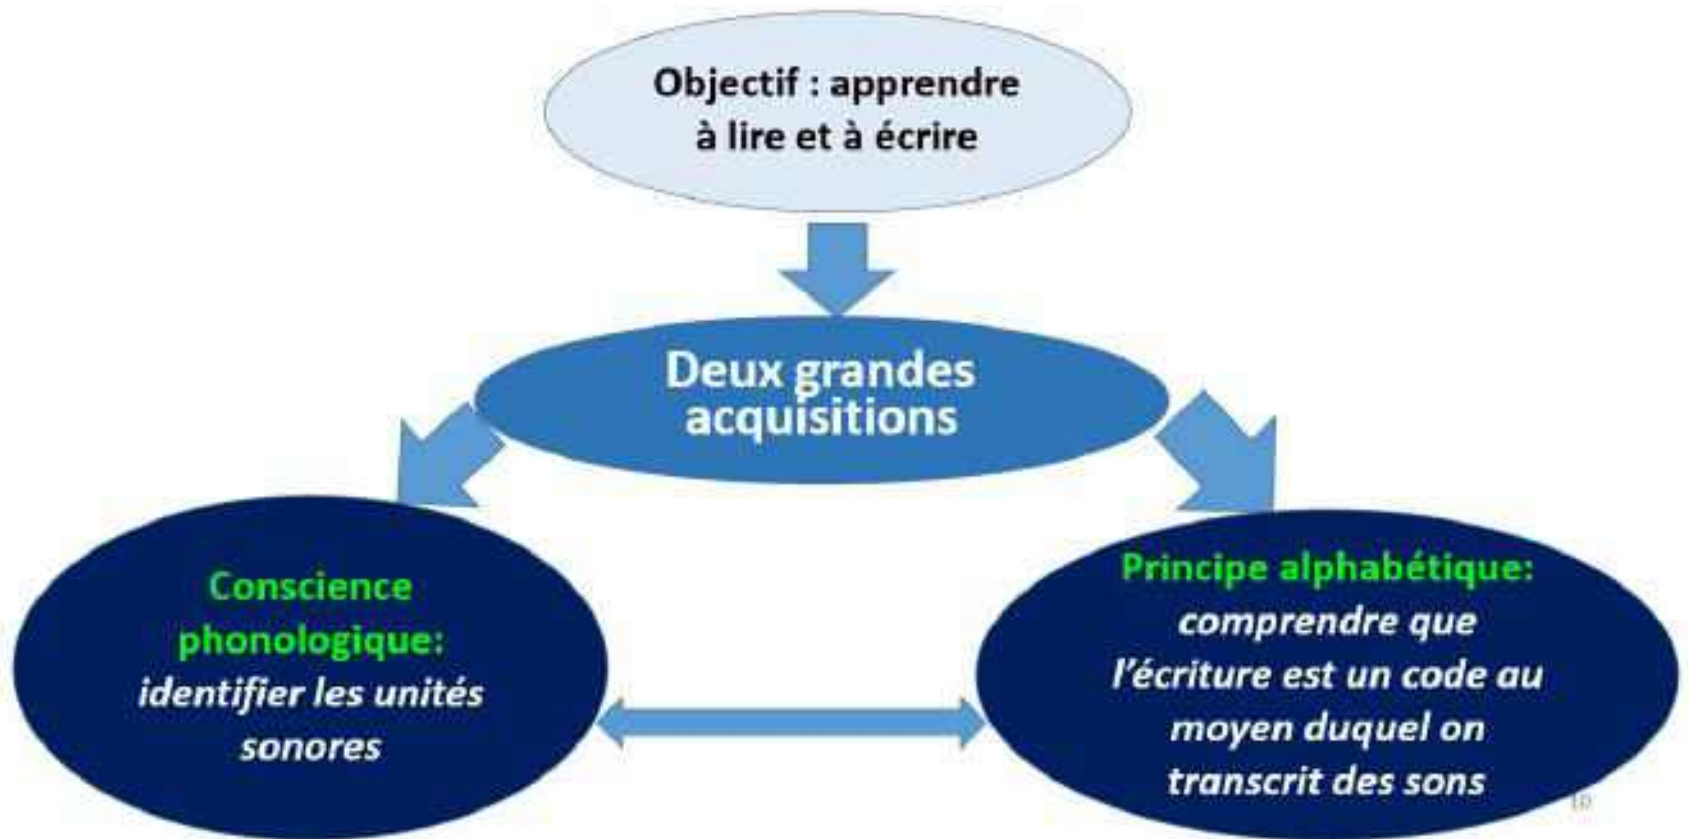 Objectif : apprendre
à lire et à écrire
Deux grandes
acquisitions
Conscience
phonologique:
identifier les unités
sonores
Principe alphabétique:
comprendre que
l'écriture est un code au
moyen duquel on
transcrit des sons
10